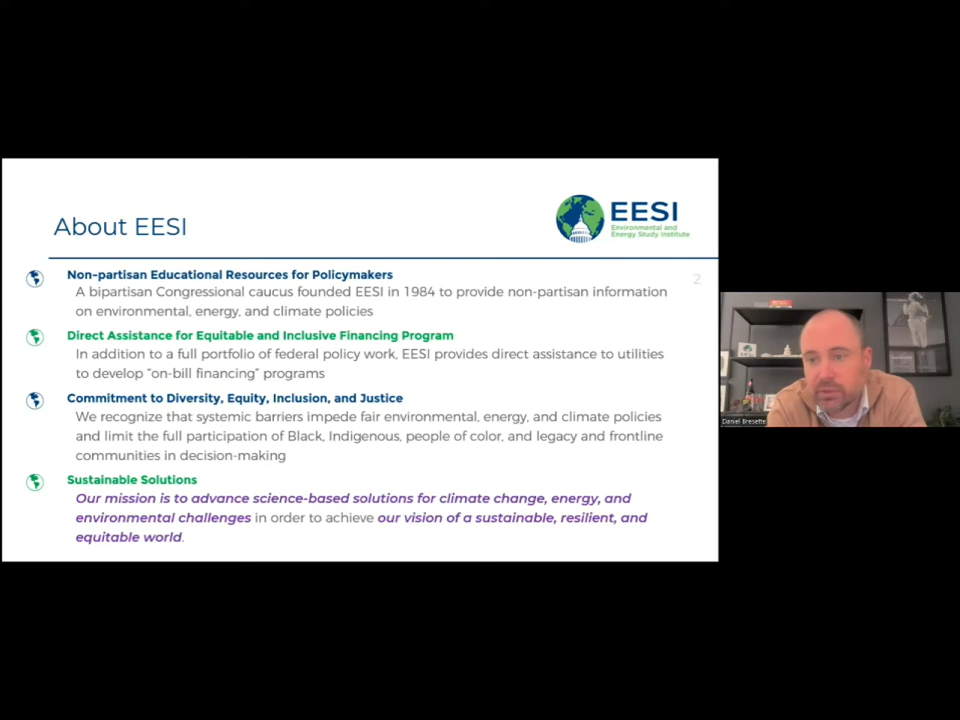 About EESI
EESI
Environmental and
Energy Study Institute
2
Non-partisan Educational Resources for Policymakers
A bipartisan Congressional caucus founded EESI in 1984 to provide non-partisan information
on environmental, energy, and climate policies
Direct Assistance for Equitable and Inclusive Financing Program
In addition to a full portfolio of federal policy work, EESI provides direct assistance to utilities
to develop “on-bill financing” programs
Commitment to Diversity, Equity, Inclusion, and Justice
We recognize that systemic barriers impede fair environmental, energy, and climate policies
and limit the full participation of Black, Indigenous, people of color, and legacy and frontline
communities in decision-making
Sustainable Solutions
Our mission is to advance science-based solutions for climate change, energy, and
environmental challenges in order to achieve our vision of a sustainable, resilient, and
equitable world.
Daniel Bresette